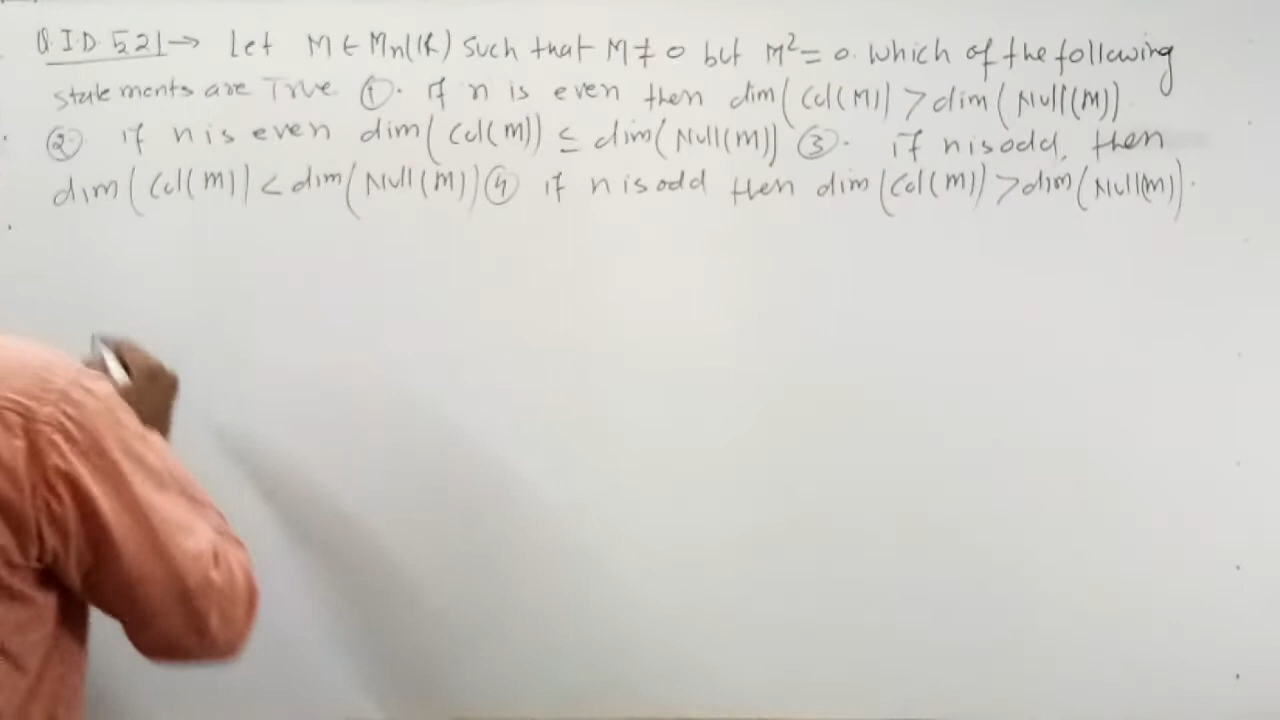 Q.I.D. 521→ Let M ∈ Mn(R) such that M ≠ 0 but M² = 0. Which of the following
statements are True ①. If n is even then dim(Col(M)) > dim(Null(M))
② if n is even dim(Col(M)) ≤ dim(Null(M)) ③. if n is odd, then
dim(Col(M)) < dim(Null(M)) ④ if n is odd then dim(Col(M)) > dim(Null(M)).